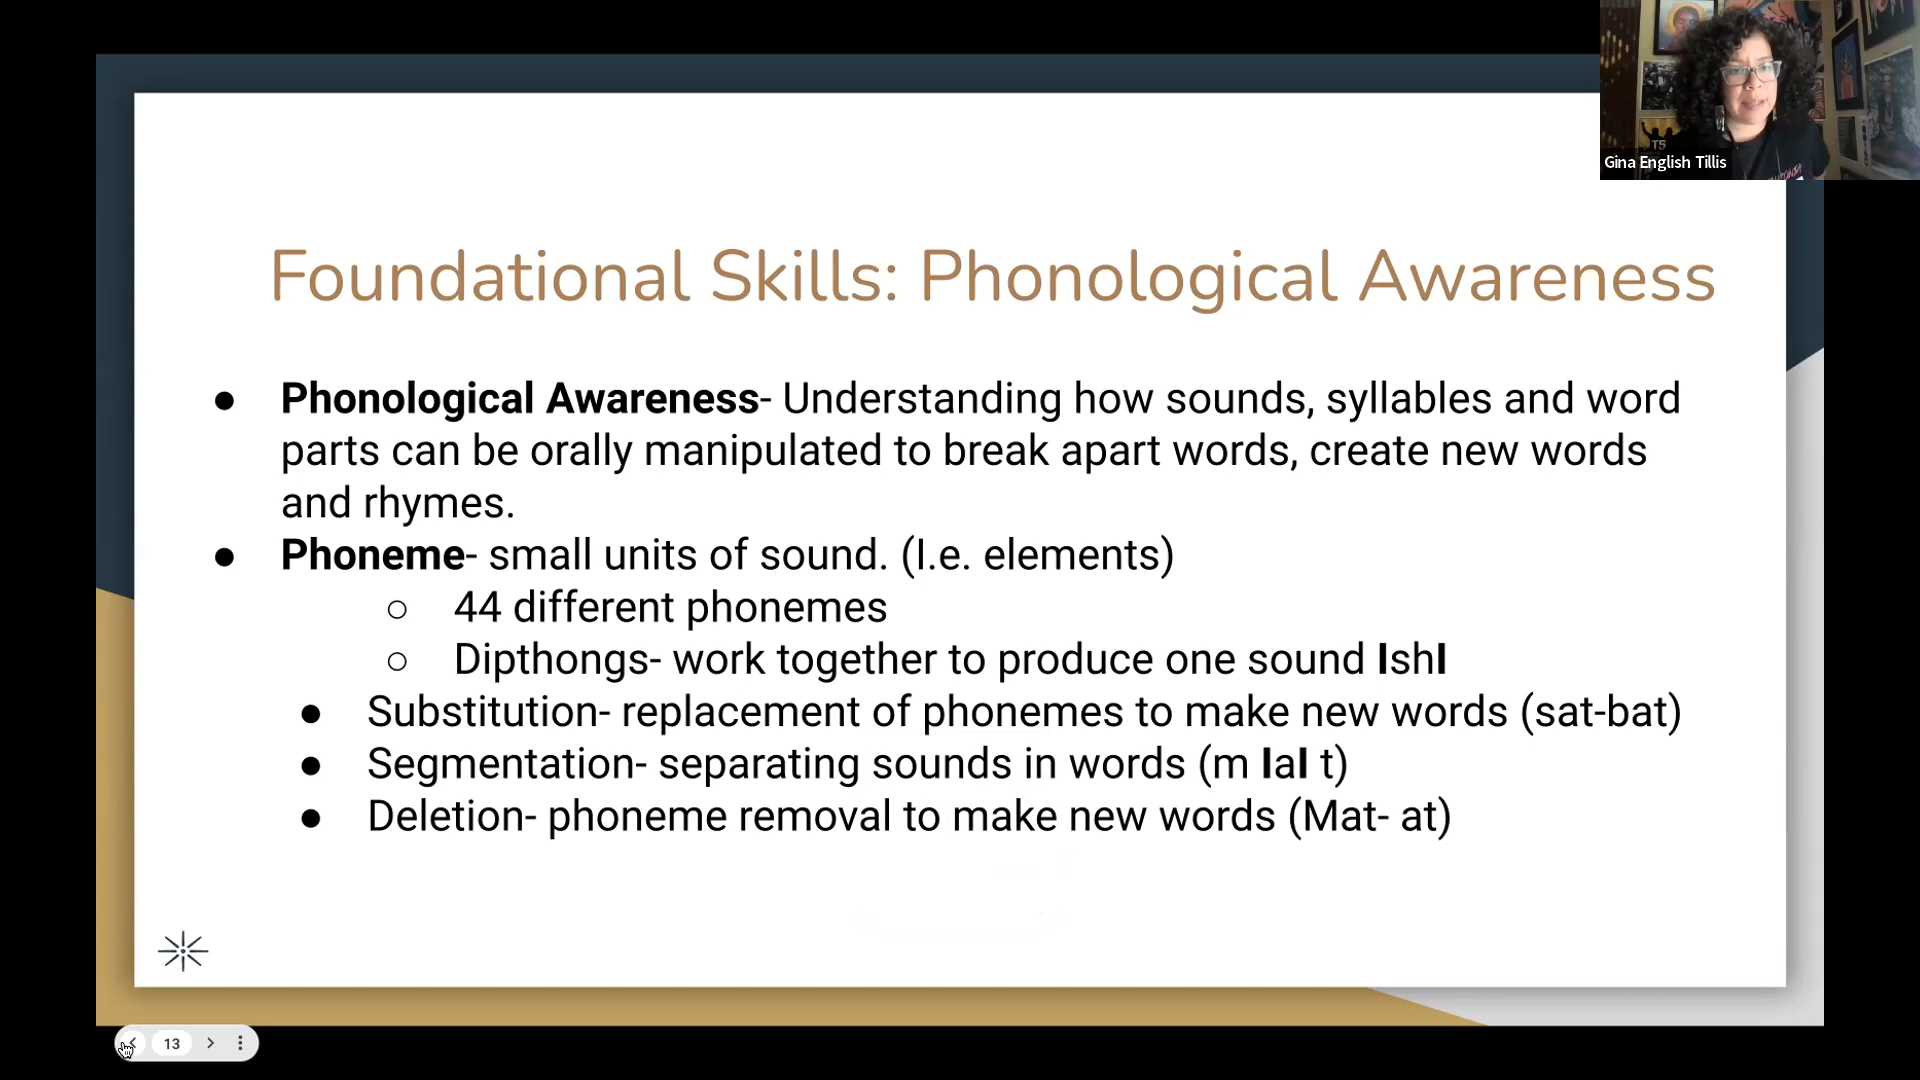 Gina English Tillis
Foundational Skills: Phonological Awareness
● Phonological Awareness- Understanding how sounds, syllables and word
parts can be orally manipulated to break apart words, create new words
and rhymes.
● Phoneme- small units of sound. (I.e. elements)
○ 44 different phonemes
○ Dipthongs- work together to produce one sound IshI
● Substitution- replacement of phonemes to make new words (sat-bat)
● Segmentation- separating sounds in words (m IaI t)
● Deletion- phoneme removal to make new words (Mat- at)
13